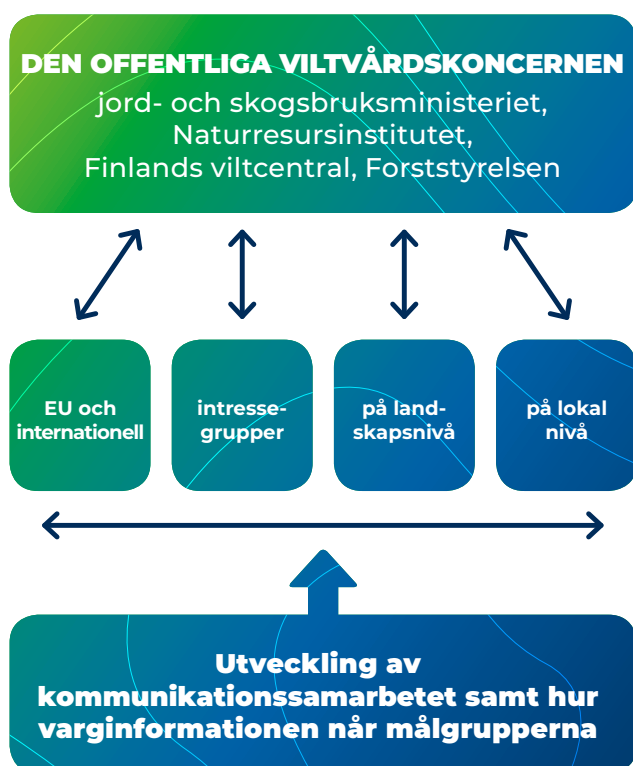 DEN OFFENTLIGA VILTVÅRDSKONCERNEN
jord- och skogsbruksministeriet,
Naturresursinstitutet,
Finlands viltcentral, Forststyrelsen
EU och
internationell
intresse-
grupper
på land-
skapsnivå
på lokal
nivå
Utveckling av
kommunikationssamarbetet samt hur
varginformationen når målgrupperna